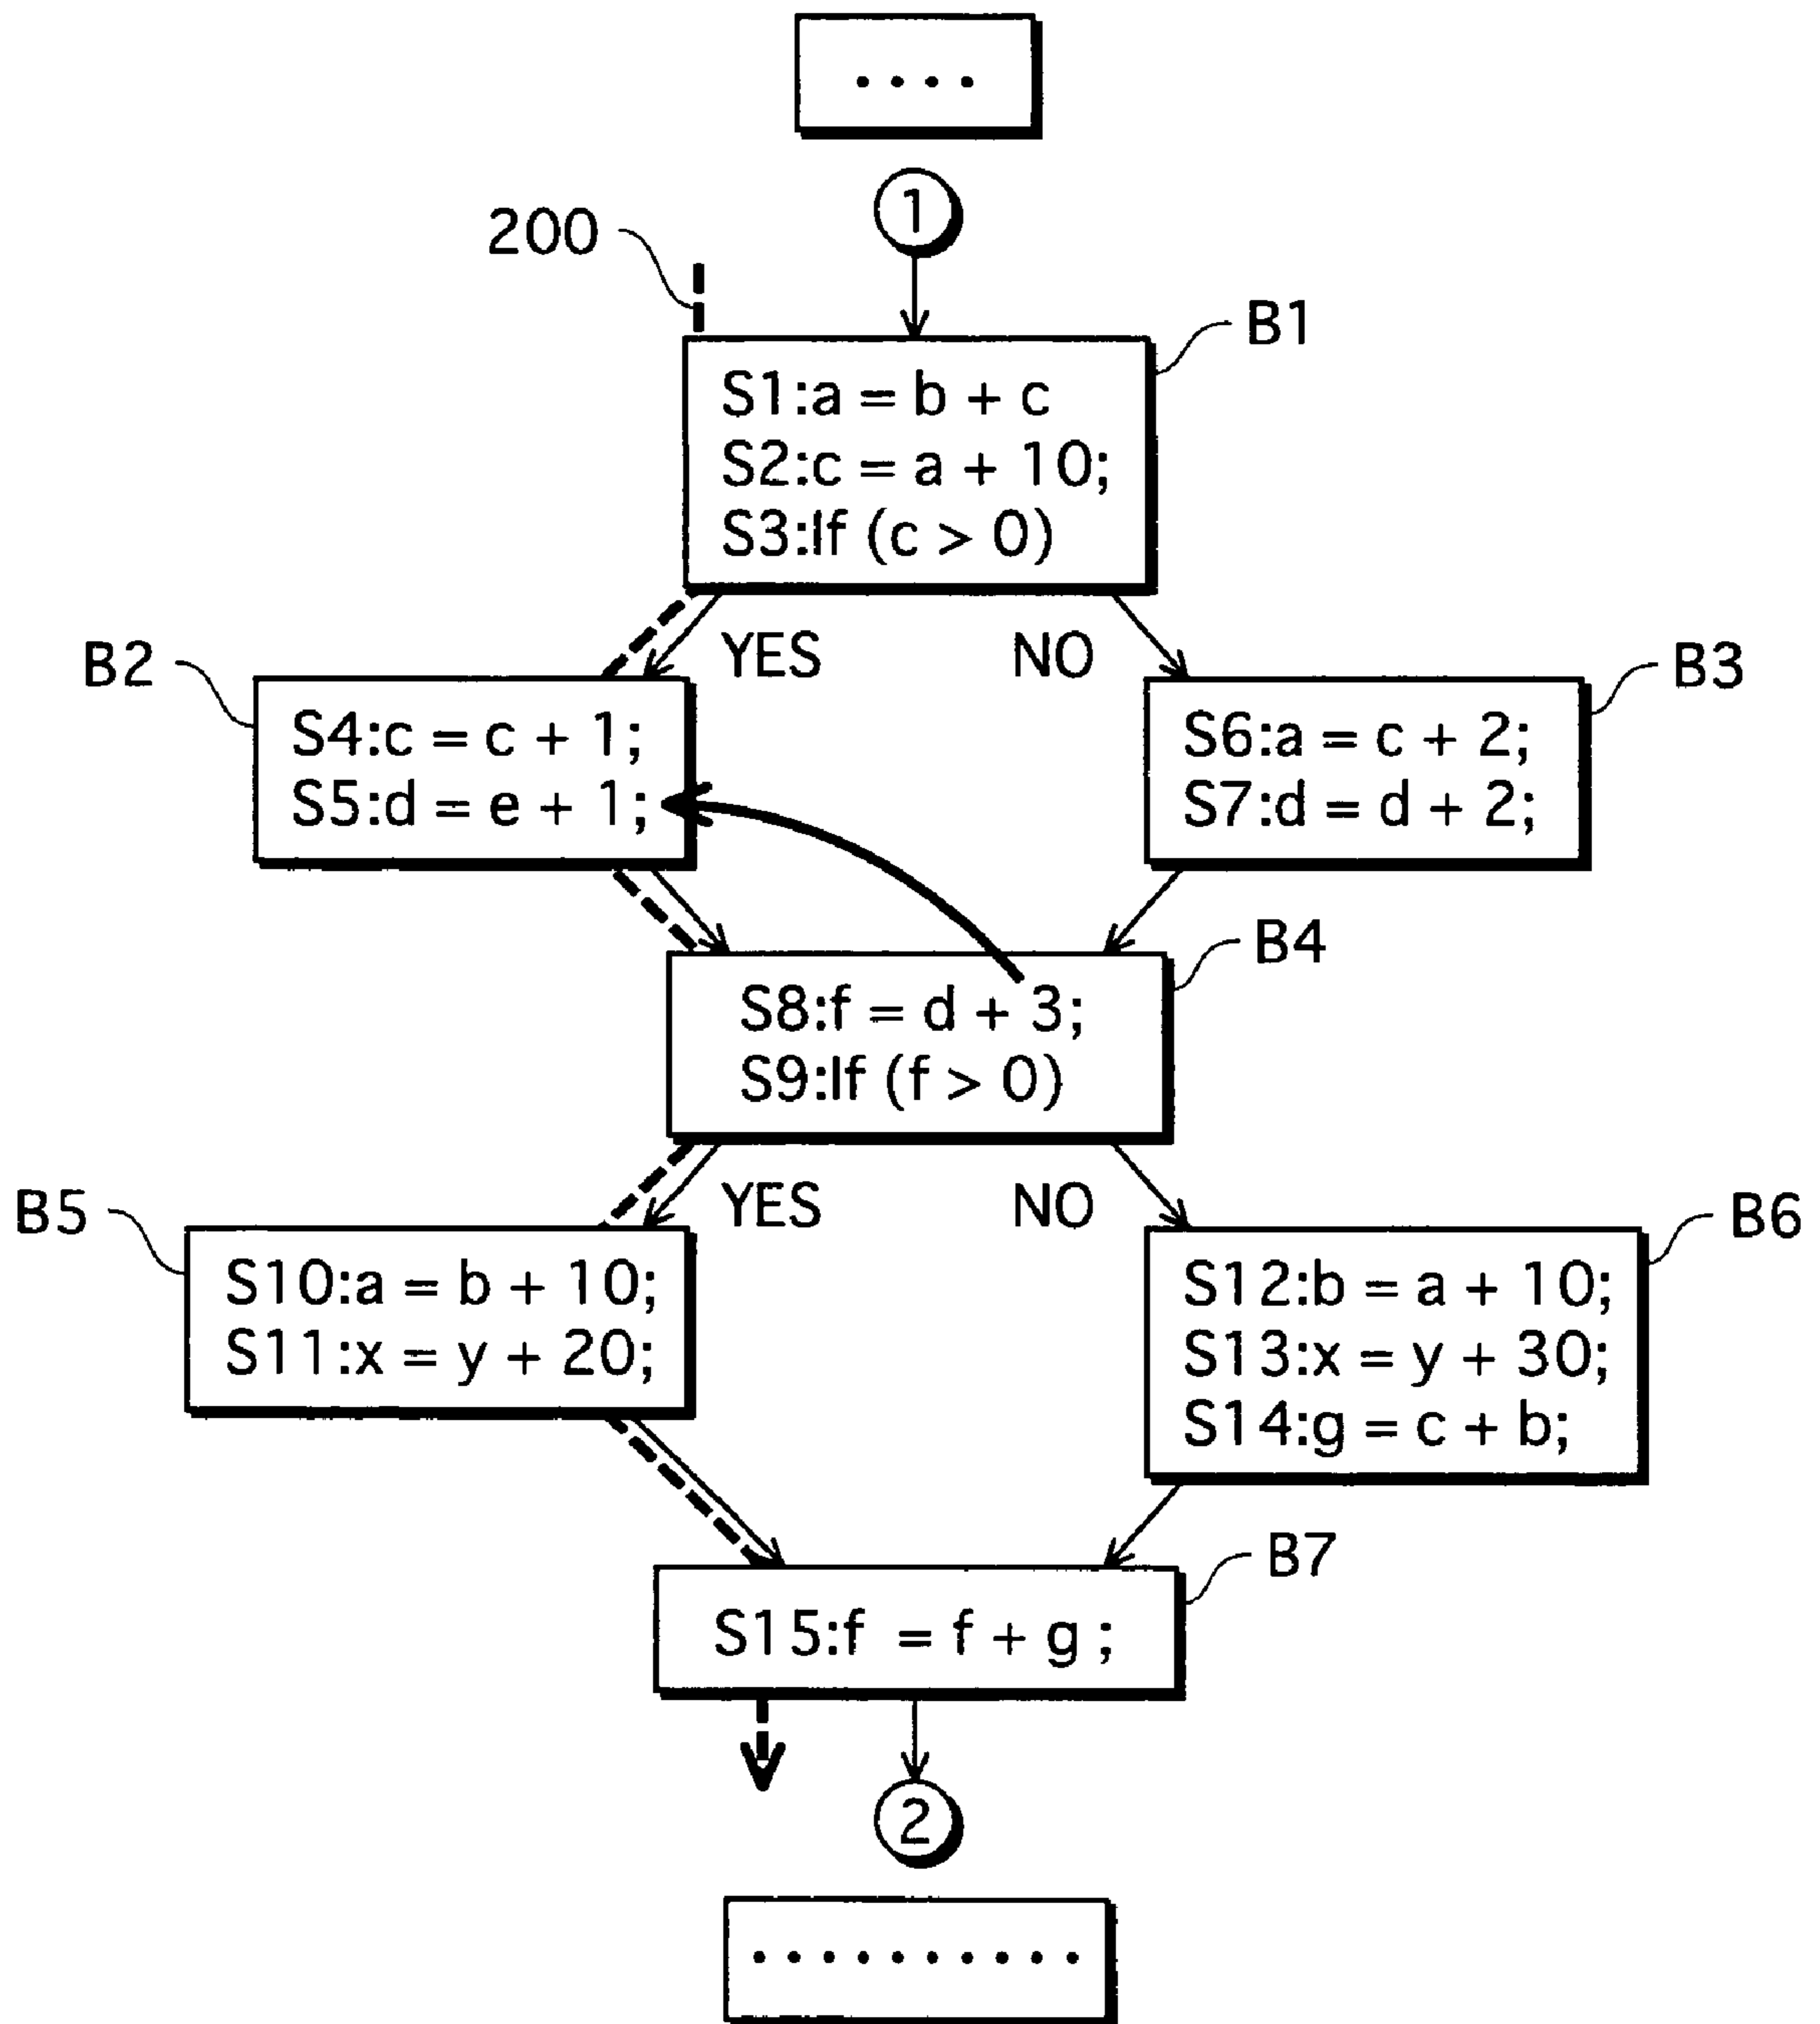 ....
1
200
B1
S1:a = b + c
S2:c = a + 10;
S3:If (c > 0)
YES
NO
B2
S4:c = c + 1;
S5:d = e + 1;
B3
S6:a = c + 2;
S7:d = d + 2;
B4
S8:f = d + 3;
S9:If (f > 0)
YES
NO
B5
S10:a = b + 10;
S11:x = y + 20;
B6
S12:b = a + 10;
S13:x = y + 30;
S14:g = c + b;
B7
S15:f = f + g ;
2
..........